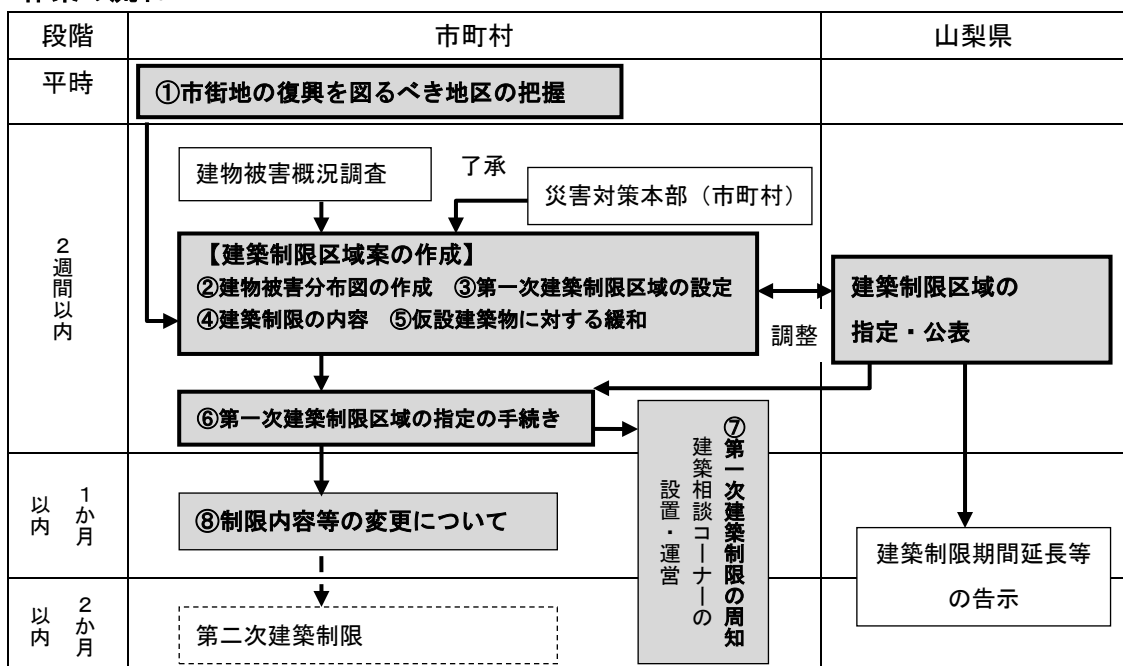 段階
市町村
山梨県
平時
①市街地の復興を図るべき地区の把握
2週間以内
建物被害概況調査
了承
災害対策本部（市町村）
【建築制限区域案の作成】
②建物被害分布図の作成　③第一次建築制限区域の設定
④建築制限の内容　⑤仮設建築物に対する緩和
調整
建築制限区域の
指定・公表
⑥第一次建築制限区域の指定の手続き
⑦第一次建築制限の周知
建築相談コーナーの
設置・運営
1か月
以内
⑧制限内容等の変更について
建築制限期間延長等
の告示
2か月
以内
第二次建築制限